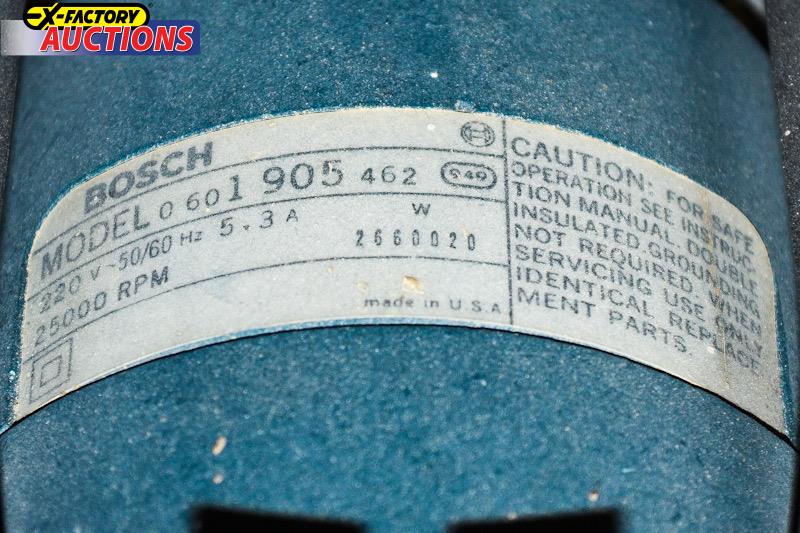 X-FACTORY
AUCTIONS
BOSCH
MODEL 0 601 905 462 949
220 V ~50/60 Hz 5.3 A W
25000 RPM 2660020
made in U.S.A
CAUTION: FOR SAFE
OPERATION SEE INSTRUC-
TION MANUAL. DOUBLE
INSULATED. GROUNDING
NOT REQUIRED. WHEN
SERVICING USE ONLY
IDENTICAL REPLACE
MENT PARTS.